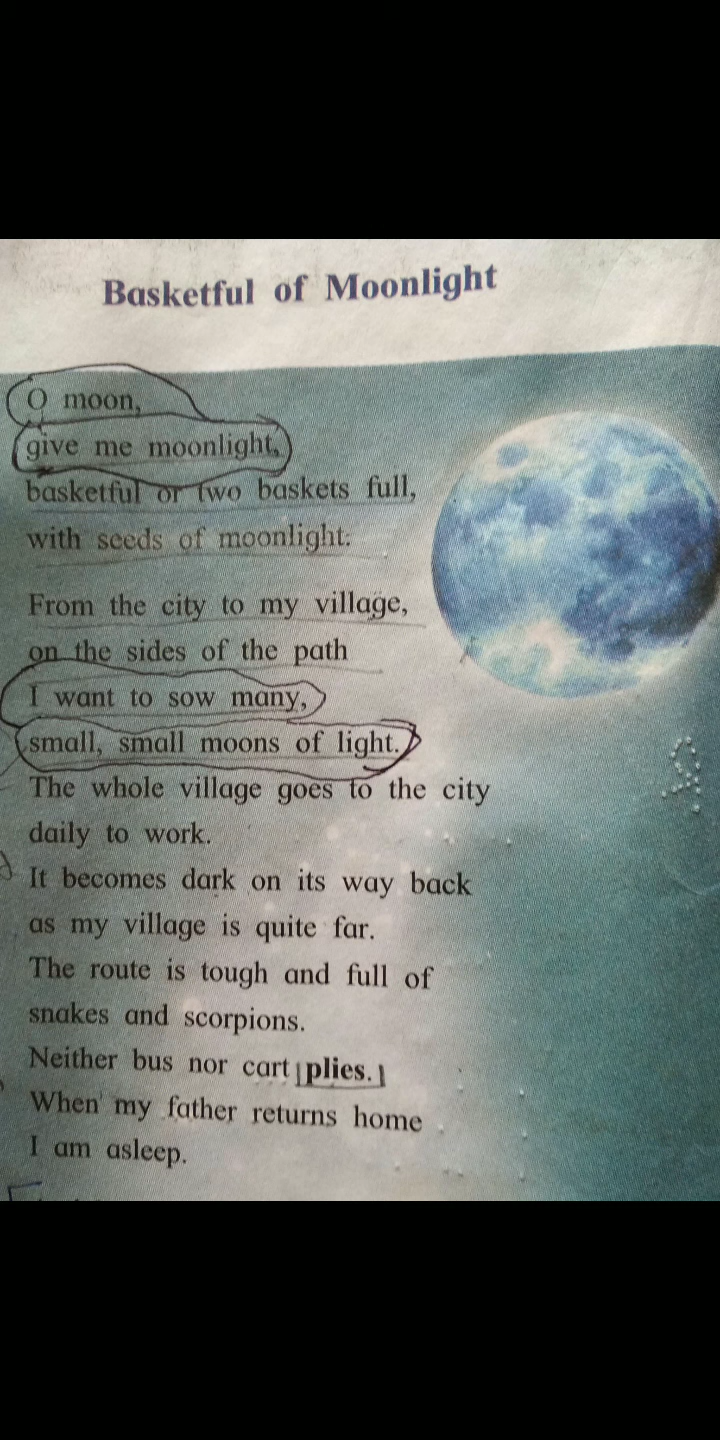 Basketful of Moonlight
O moon,
give me moonlight,
basketful or two baskets full,
with seeds of moonlight.
From the city to my village,
on the sides of the path
I want to sow many,
small, small moons of light.
The whole village goes to the city
daily to work.
It becomes dark on its way back
as my village is quite far.
The route is tough and full of
snakes and scorpions.
Neither bus nor cart plies.
When my father returns home
I am asleep.